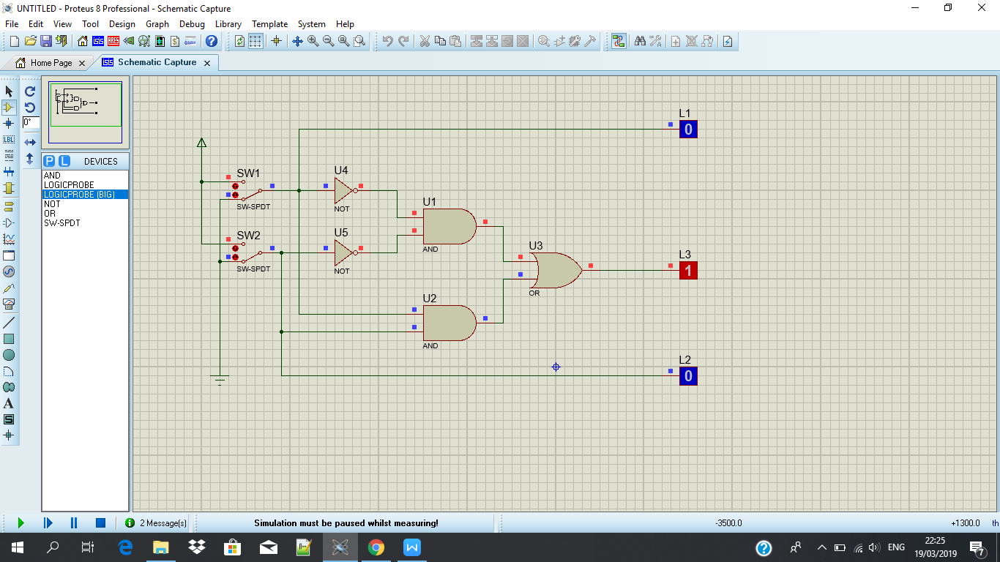 UNTITLED - Proteus 8 Professional - Schematic Capture
File Edit View Tool Design Graph Debug Library Template System Help
Home Page
Schematic Capture
0°
LBL
P L DEVICES
AND
LOGICPROBE
LOGICPROBE (BIG)
NOT
OR
SW-SPDT
A
S
L1
0
SW1
SW-SPDT
U4
NOT
U1
AND
SW2
SW-SPDT
U5
NOT
U3
OR
L3
1
U2
AND
L2
0
2 Message(s)
Simulation must be paused whilst measuring!
-3500.0
+1300.0
th
ENG
22:25
19/03/2019
7